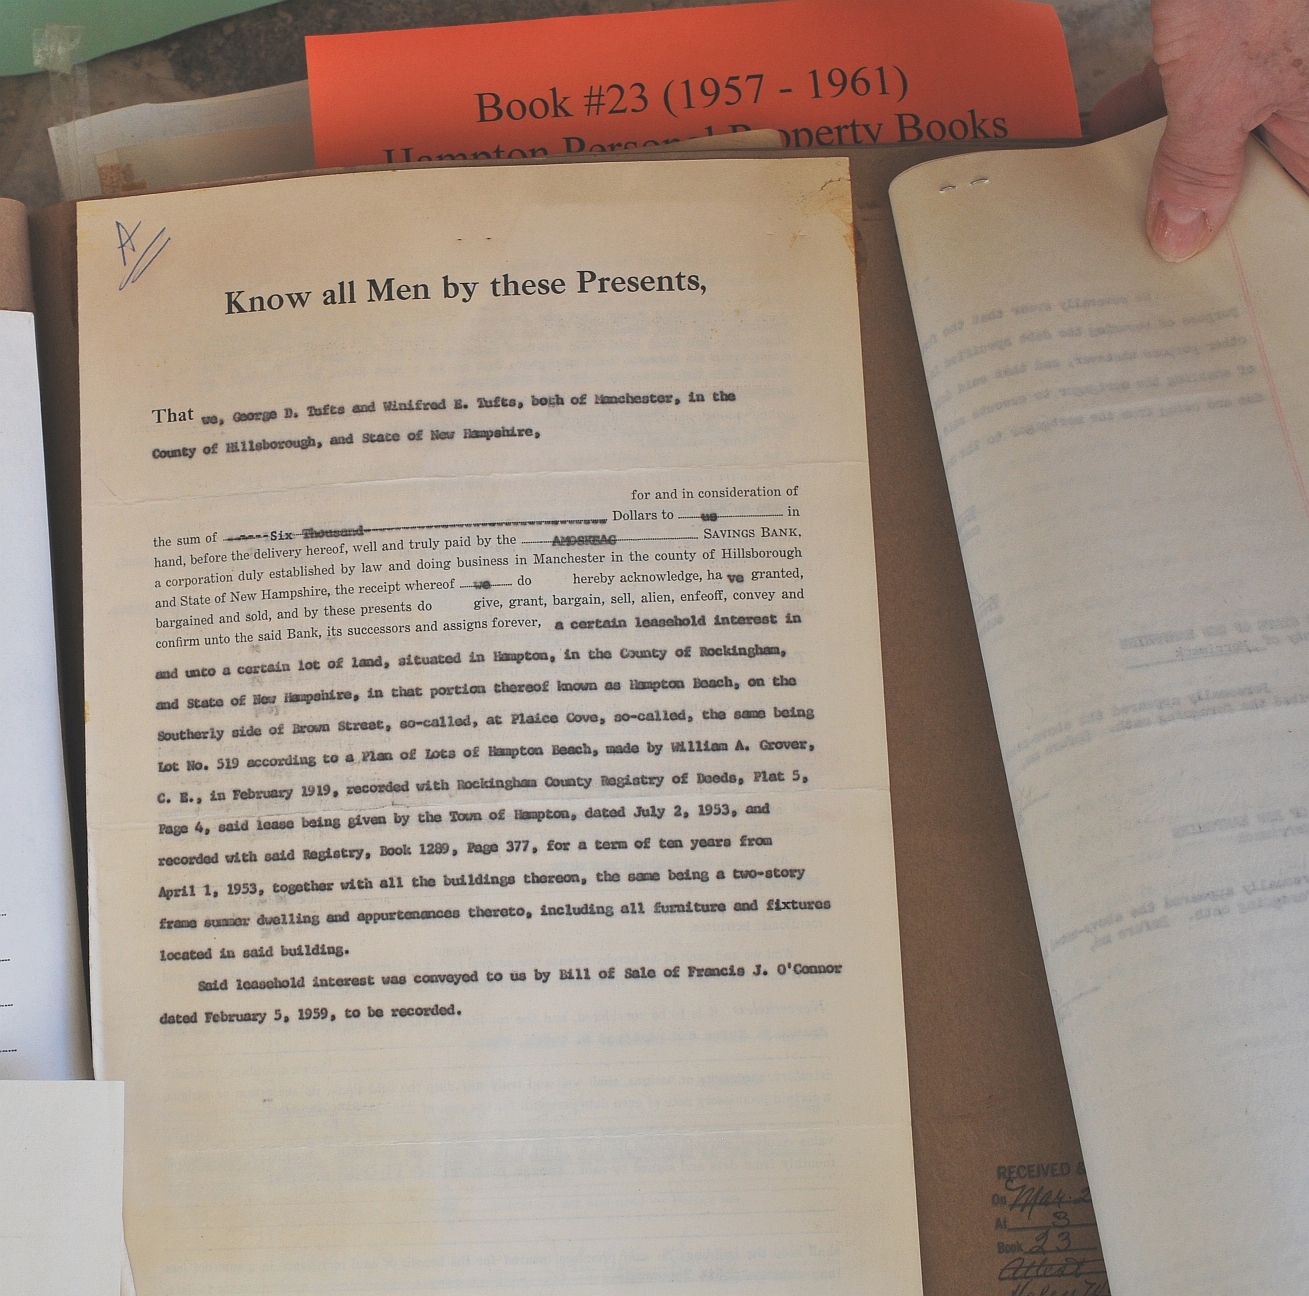 Book #23 (1957 - 1961)
Hampton Personal Property Books
A
Know all Men by these Presents,
That we, George D. Tufts and Winifred E. Tufts, both of Manchester, in the
County of Hillsborough, and State of New Hampshire,
for and in consideration of
the sum of ------Six Thousand------ Dollars to us in
hand, before the delivery hereof, well and truly paid by the AMOSKEAG SAVINGS BANK,
a corporation duly established by law and doing business in Manchester in the county of Hillsborough
and State of New Hampshire, the receipt whereof we do hereby acknowledge, ha ve granted,
bargained and sold, and by these presents do give, grant, bargain, sell, alien, enfeoff, convey and
confirm unto the said Bank, its successors and assigns forever, a certain leasehold interest in
and unto a certain lot of land, situated in Hampton, in the County of Rockingham,
and State of New Hampshire, in that portion thereof known as Hampton Beach, on the
Southerly side of Brown Street, so-called, at Plaice Cove, so-called, the same being
Lot No. 519 according to a Plan of Lots of Hampton Beach, made by William A. Grover,
C. E., in February 1919, recorded with Rockingham County Registry of Deeds, Plat 5,
Page 4, said lease being given by the Town of Hampton, dated July 2, 1953, and
recorded with said Registry, Book 1289, Page 377, for a term of ten years from
April 1, 1953, together with all the buildings thereon, the same being a two-story
frame summer dwelling and appurtenances thereto, including all furniture and fixtures
located in said building.
Said leasehold interest was conveyed to us by Bill of Sale of Francis J. O'Connor
dated February 5, 1959, to be recorded.
RECEIVED
On Mar. 2
At 3
Book 23
Attest
Helen W